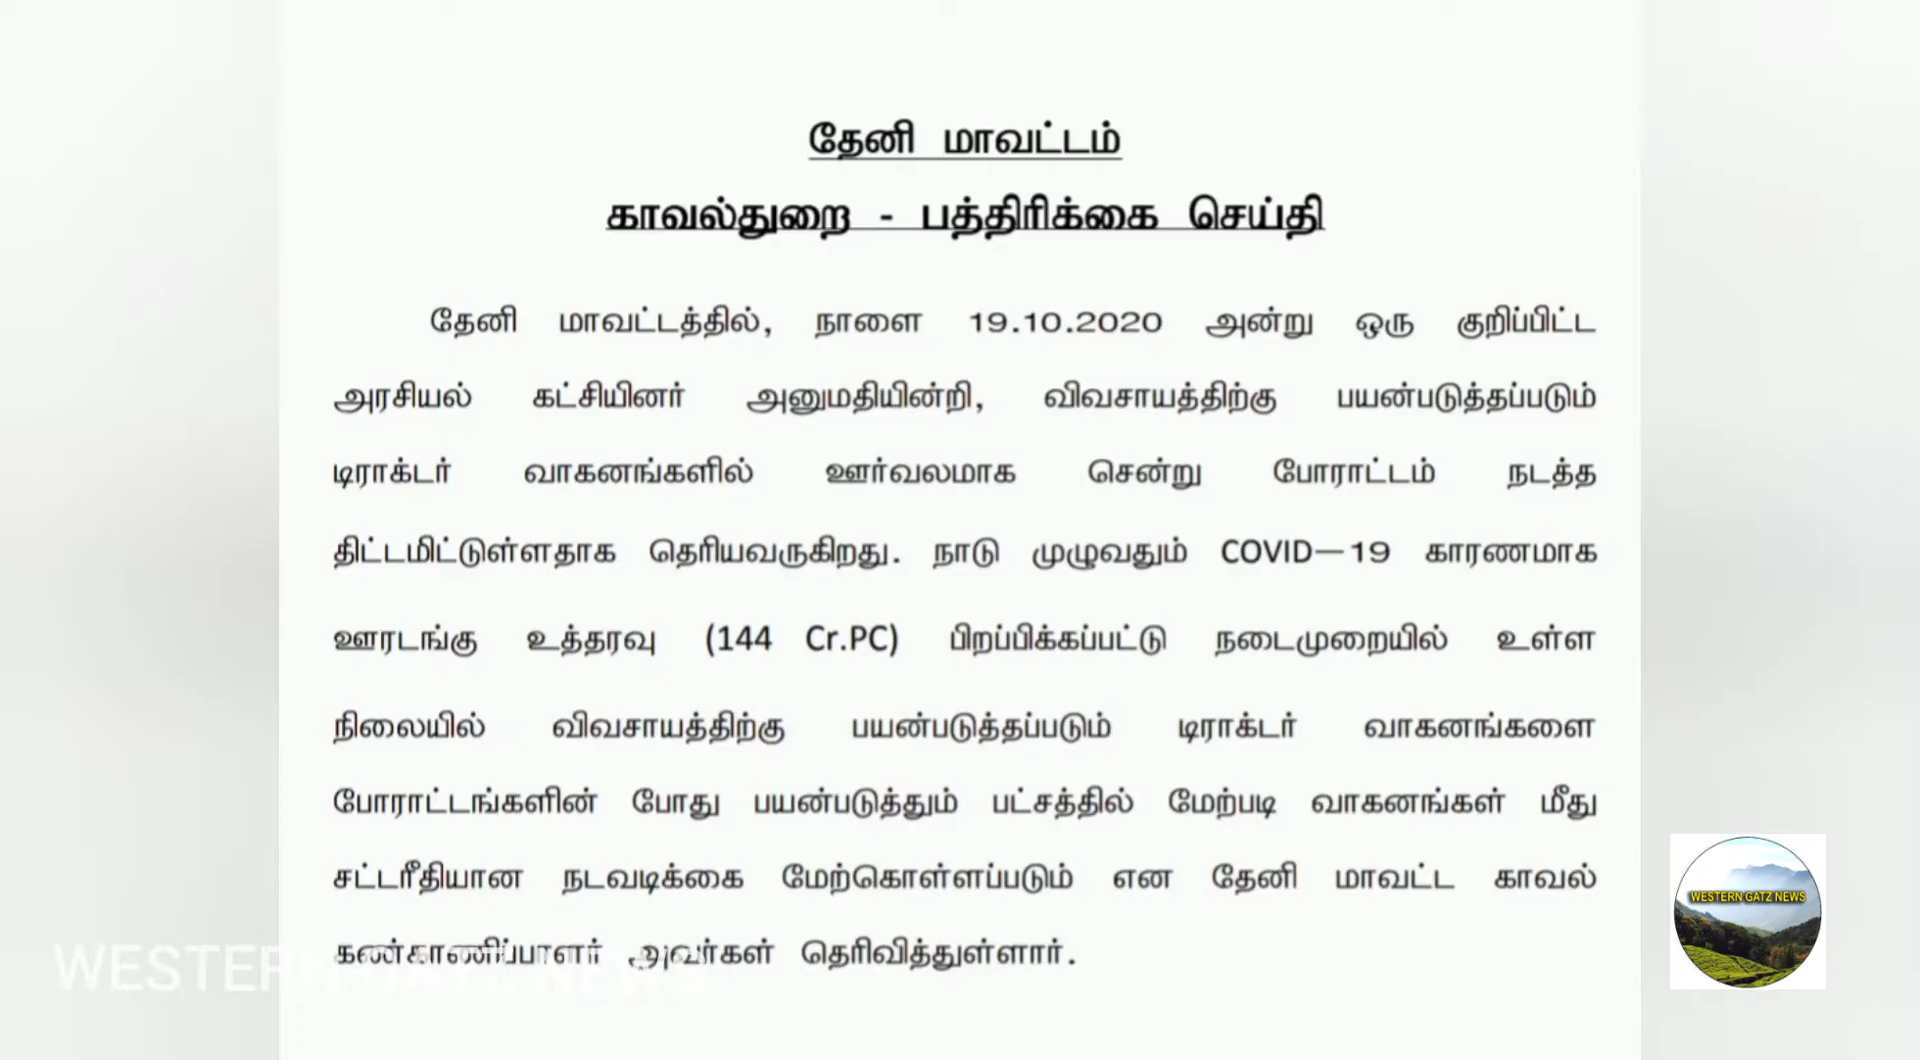 தேனி மாவட்டம்
காவல்துறை - பத்திரிக்கை செய்தி
தேனி மாவட்டத்தில், நாளை 19.10.2020 அன்று ஒரு குறிப்பிட்ட
அரசியல் கட்சியினர் அனுமதியின்றி, விவசாயத்திற்கு பயன்படுத்தப்படும்
டிராக்டர் வாகனங்களில் ஊர்வலமாக சென்று போராட்டம் நடத்த
திட்டமிட்டுள்ளதாக தெரியவருகிறது. நாடு முழுவதும் COVID-19 காரணமாக
ஊரடங்கு உத்தரவு (144 Cr.PC) பிறப்பிக்கப்பட்டு நடைமுறையில் உள்ள
நிலையில் விவசாயத்திற்கு பயன்படுத்தப்படும் டிராக்டர் வாகனங்களை
போராட்டங்களின் போது பயன்படுத்தும் பட்சத்தில் மேற்படி வாகனங்கள் மீது
சட்டரீதியான நடவடிக்கை மேற்கொள்ளப்படும் என தேனி மாவட்ட காவல்
கண்காணிப்பாளர் அவர்கள் தெரிவித்துள்ளார்.
WESTERN GATZ NEWS
WESTERN GATZ NEWS